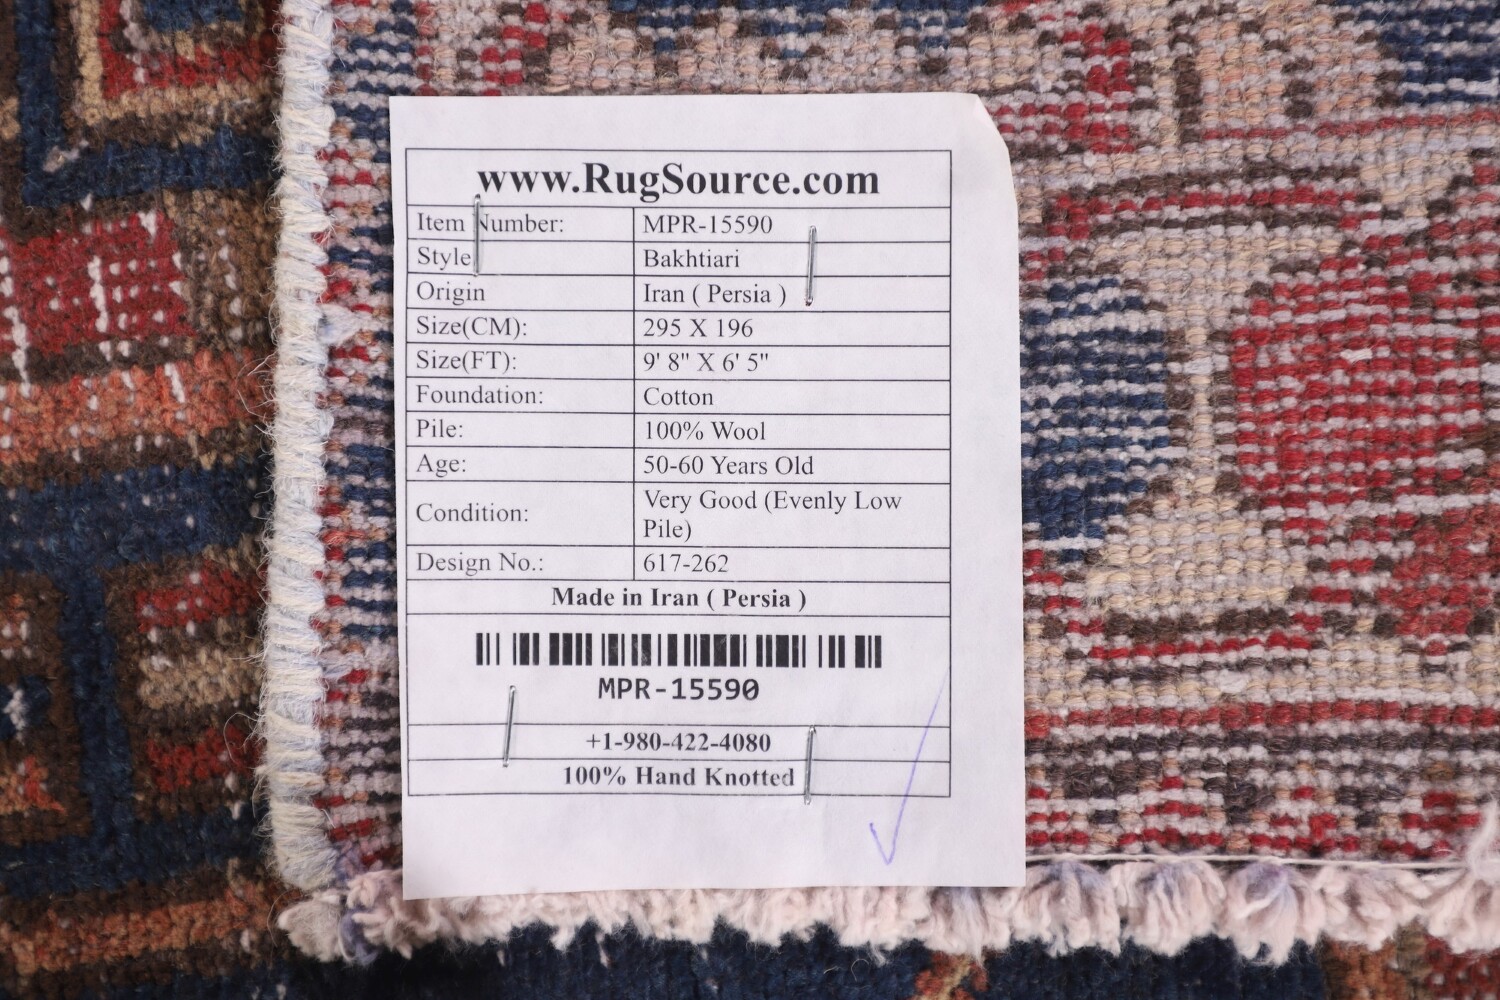 www.RugSource.com
Item Number: MPR-15590
Style Bakhtiari
Origin Iran ( Persia )
Size(CM): 295 X 196
Size(FT): 9' 8" X 6' 5"
Foundation: Cotton
Pile: 100% Wool
Age: 50-60 Years Old
Condition: Very Good (Evenly Low
Pile)
Design No.: 617-262
Made in Iran ( Persia )
MPR-15590
+1-980-422-4080
100% Hand Knotted